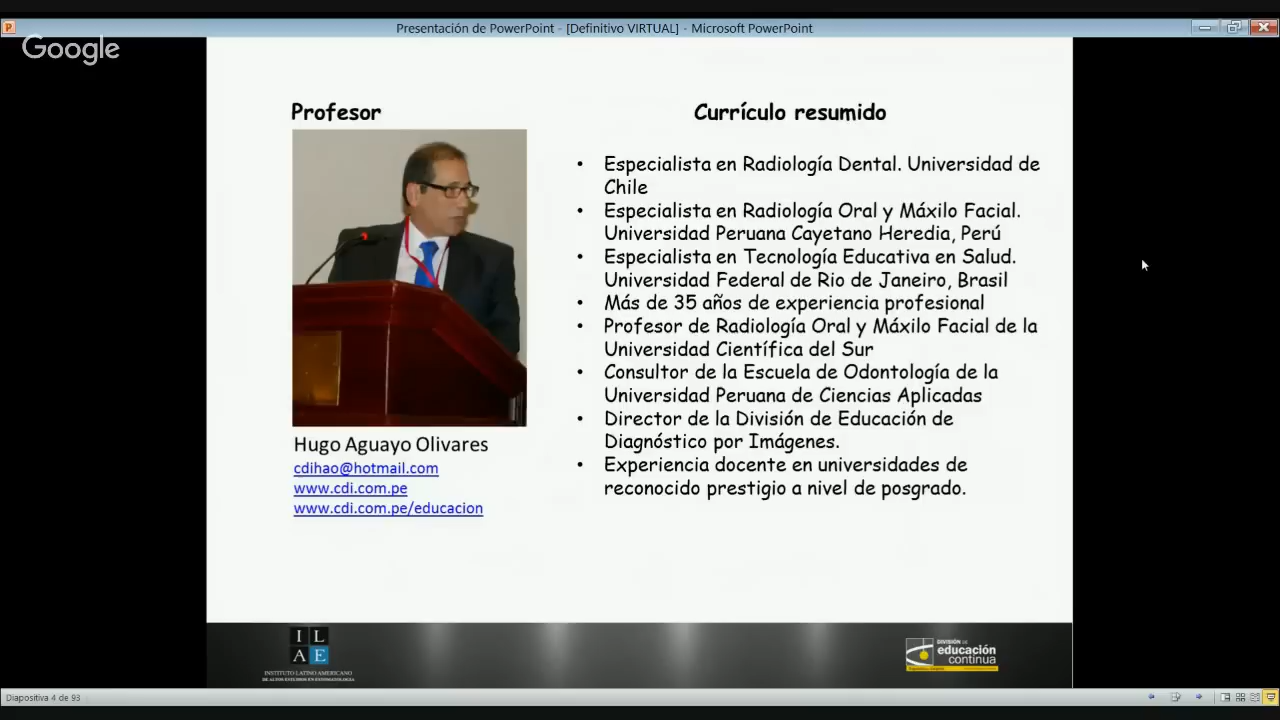 Presentación de PowerPoint - [Definitivo VIRTUAL] - Microsoft PowerPoint
Google
Profesor
Currículo resumido
• Especialista en Radiología Dental. Universidad de
Chile
• Especialista en Radiología Oral y Máxilo Facial.
Universidad Peruana Cayetano Heredia, Perú
• Especialista en Tecnología Educativa en Salud.
Universidad Federal de Rio de Janeiro, Brasil
• Más de 35 años de experiencia profesional
• Profesor de Radiología Oral y Máxilo Facial de la
Universidad Científica del Sur
• Consultor de la Escuela de Odontología de la
Universidad Peruana de Ciencias Aplicadas
• Director de la División de Educación de
Diagnóstico por Imágenes.
• Experiencia docente en universidades de
reconocido prestigio a nivel de posgrado.
Hugo Aguayo Olivares
cdihao@hotmail.com
www.cdi.com.pe
www.cdi.com.pe/educacion
I L
A E
INSTITUTO LATINO AMERICANO
DE ALTOS ESTUDIOS EN ESTOMATOLOGÍA
DIVISIÓN DE
educación
continua
Diapositiva 4 de 93